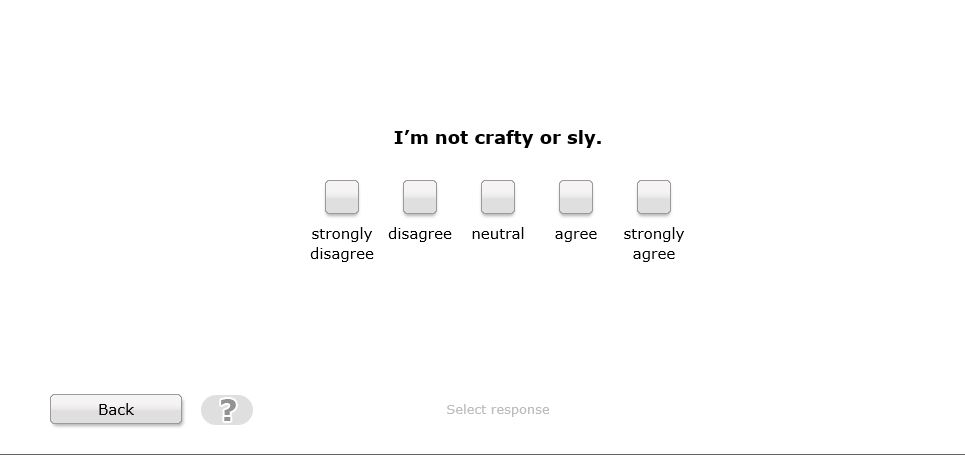 I’m not crafty or sly.
strongly disagree
disagree
neutral
agree
strongly agree
Back
?
Select response